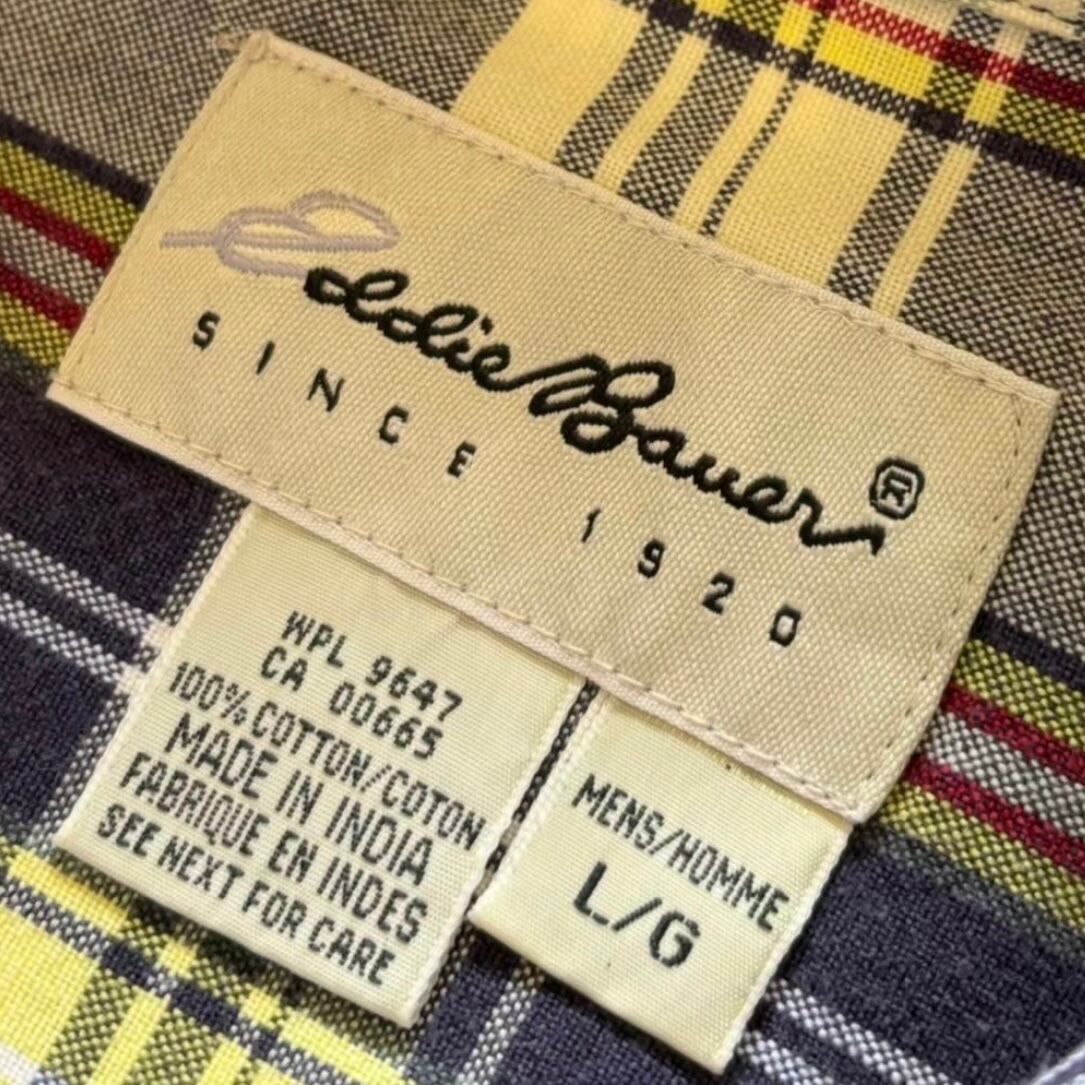 Eddie Bauer®
SINCE 1920
WPL 9647
CA 00665
100% COTTON/COTON
MADE IN INDIA
FABRIQUE EN INDES
SEE NEXT FOR CARE
MENS/HOMME
L/G